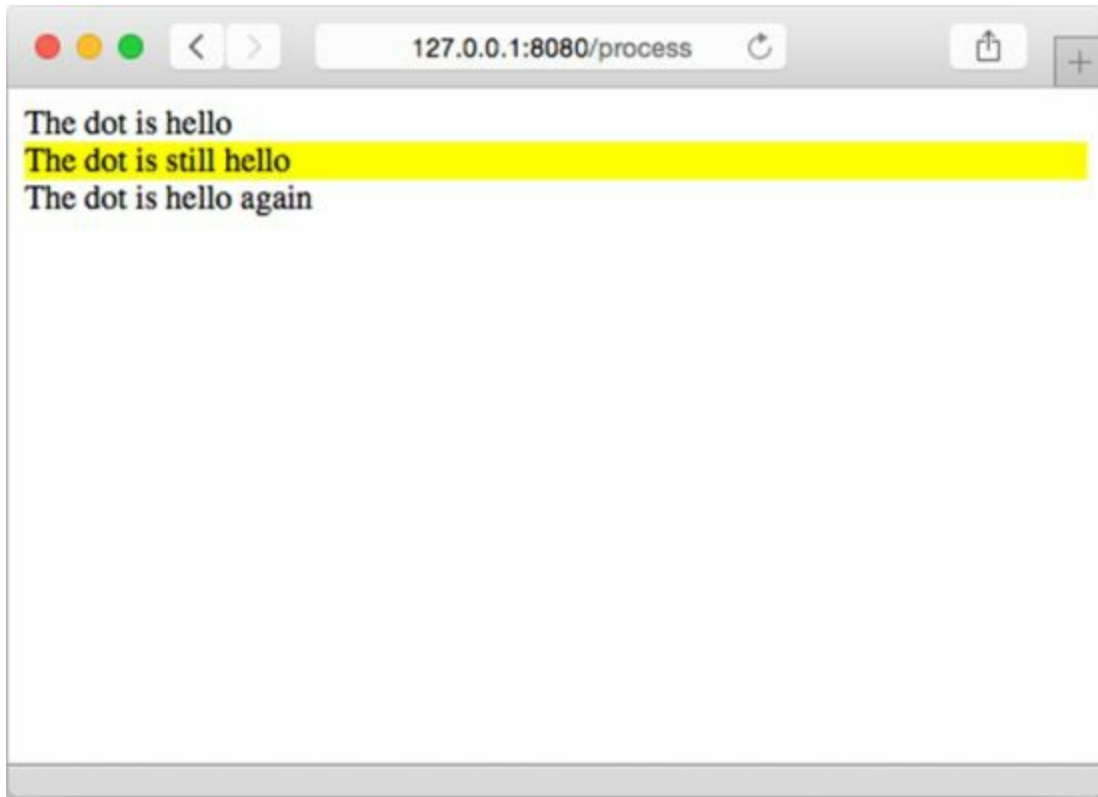 127.0.0.1:8080/process
The dot is hello
The dot is still hello
The dot is hello again